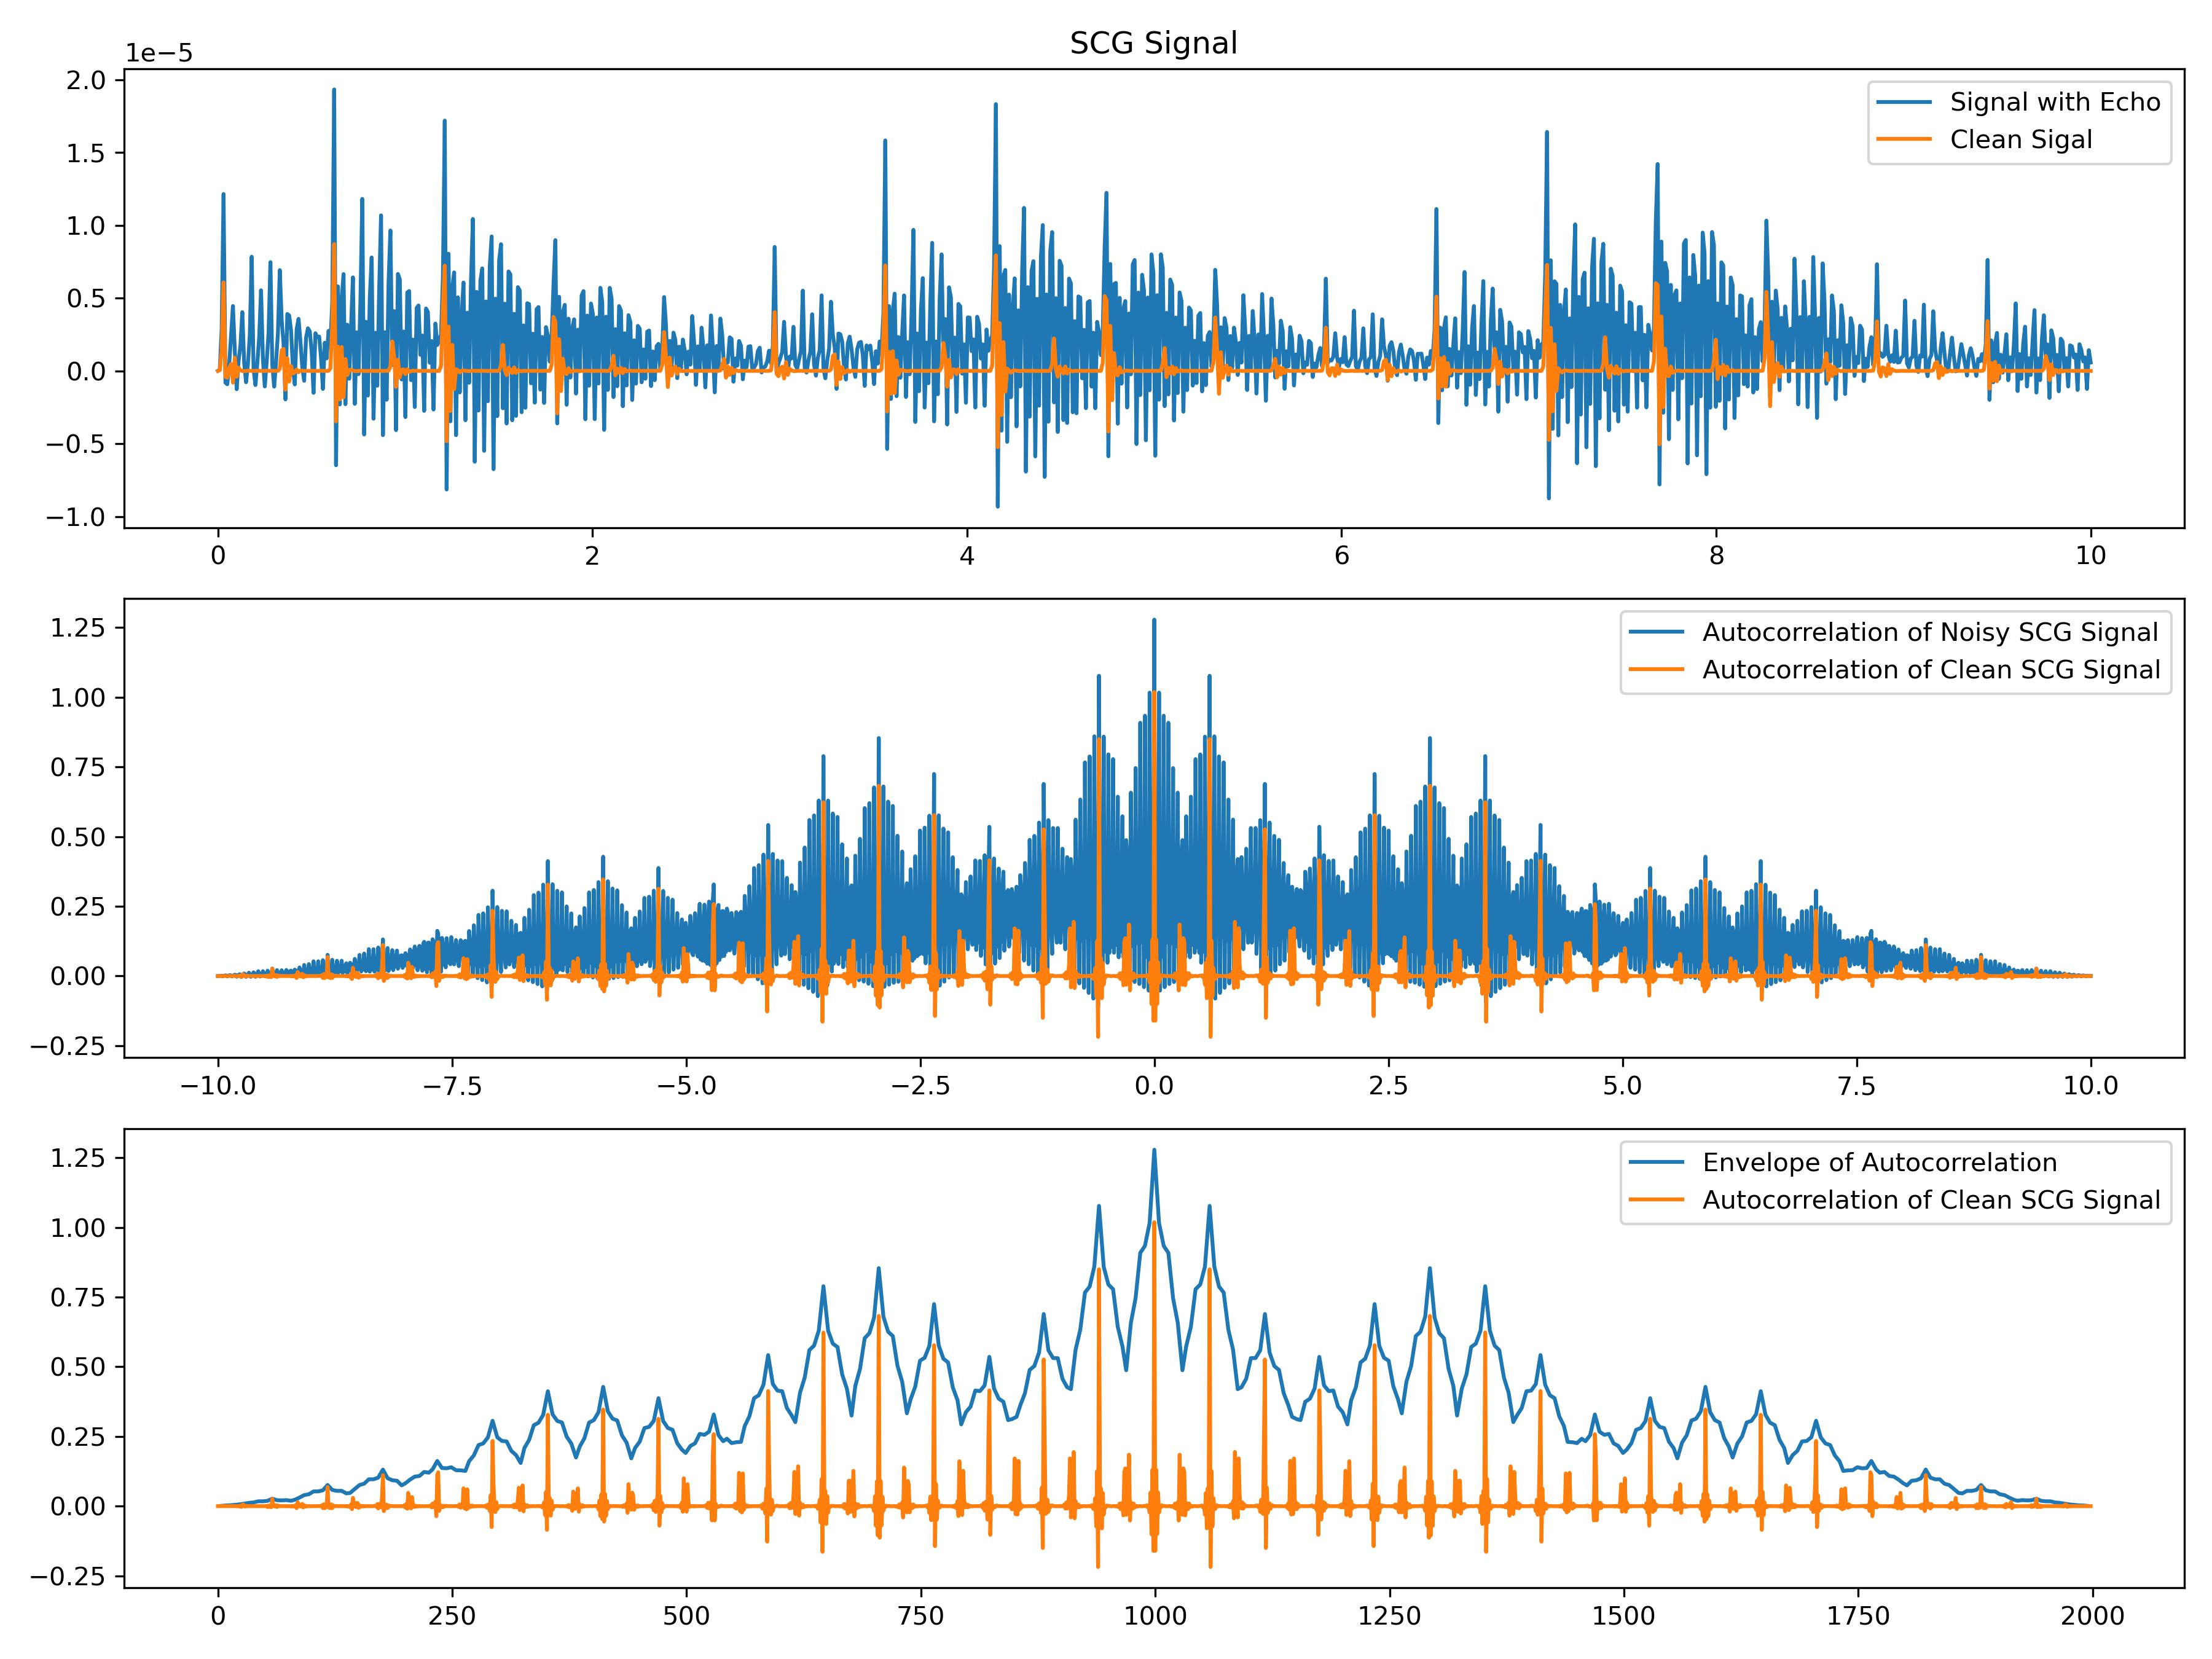 SCG Signal
1e−5
2.0
1.5
1.0
0.5
0.0
−0.5
−1.0
Signal with Echo
Clean Sigal
0 2 4 6 8 10
1.25
1.00
0.75
0.50
0.25
0.00
−0.25
Autocorrelation of Noisy SCG Signal
Autocorrelation of Clean SCG Signal
−10.0 −7.5 −5.0 −2.5 0.0 2.5 5.0 7.5 10.0
1.25
1.00
0.75
0.50
0.25
0.00
−0.25
Envelope of Autocorrelation
Autocorrelation of Clean SCG Signal
0 250 500 750 1000 1250 1500 1750 2000